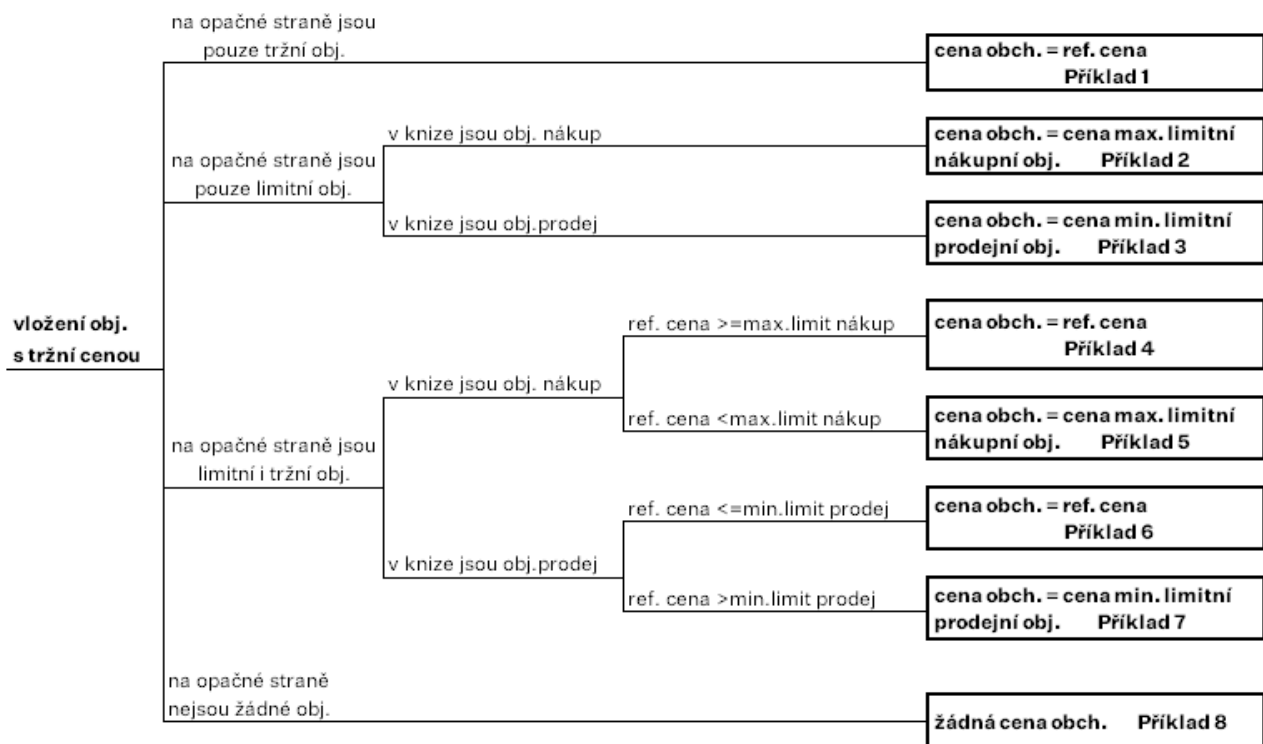 na opačné straně jsou
pouze tržní obj.
cena obch. = ref. cena
Příklad 1
v knize jsou obj. nákup
cena obch. = cena max. limitní
nákupní obj. Příklad 2
na opačné straně jsou
pouze limitní obj.
v knize jsou obj.prodej
cena obch. = cena min. limitní
prodejní obj. Příklad 3
vložení obj.
s tržní cenou
ref. cena >=max.limit nákup
cena obch. = ref. cena
Příklad 4
v knize jsou obj. nákup
ref. cena <max.limit nákup
cena obch. = cena max. limitní
nákupní obj. Příklad 5
na opačné straně jsou
limitní i tržní obj.
ref. cena <=min.limit prodej
cena obch. = ref. cena
Příklad 6
v knize jsou obj.prodej
ref. cena >min.limit prodej
cena obch. = cena min. limitní
prodejní obj. Příklad 7
na opačné straně
nejsou žádné obj.
žádná cena obch. Příklad 8